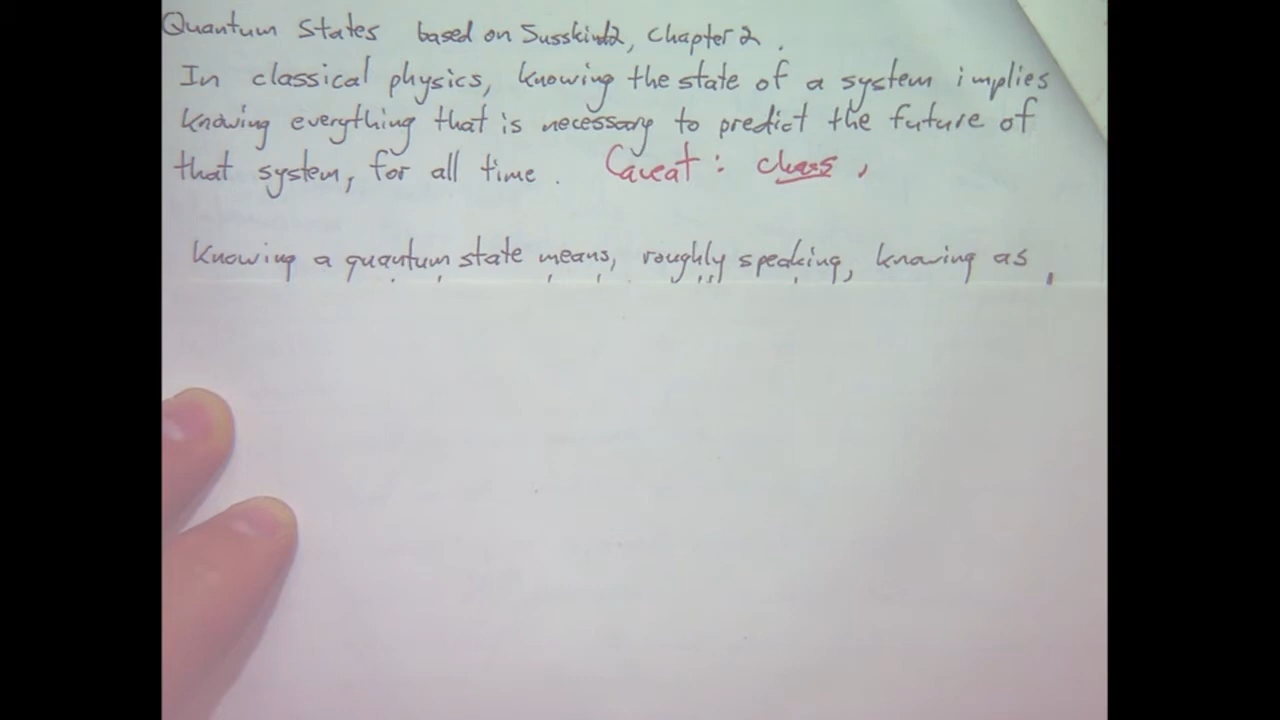 Quantum States based on Susskind2, Chapter 2.
In classical physics, knowing the state of a system implies
knowing everything that is necessary to predict the future of
that system, for all time. Caveat: chaos,
Knowing a quantum state means, roughly speaking, knowing as